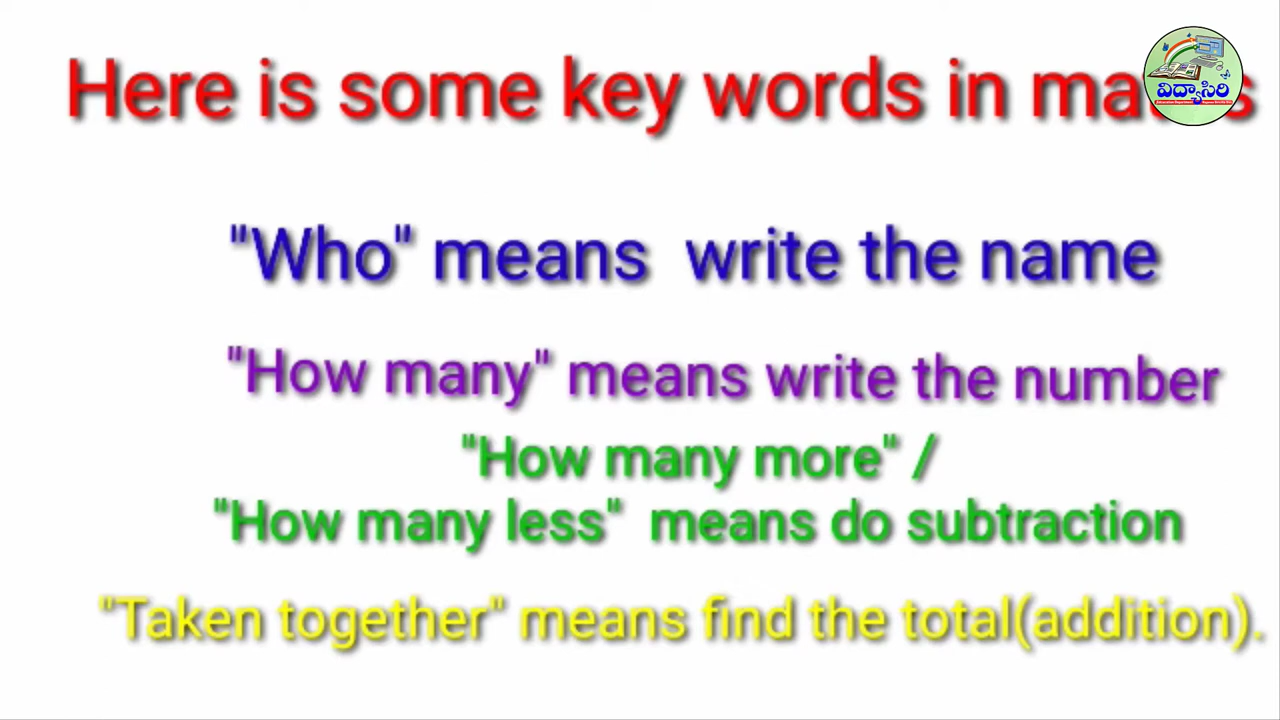 Here is some key words in
"Who" means write the name
"How many" means write the number
"How many more" /
"How many less" means do subtraction
"Taken together" means find the total(addition).
విద్యాసిరి